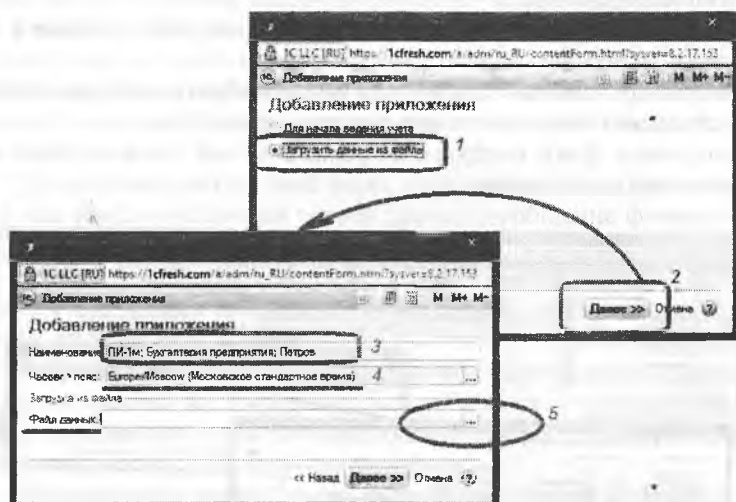 1C LLC [RU] https://1cfresh.com/a/adm/ru_RU/contentForm.html?sysver=8.2.17.153
Добавление приложения M M+ M-
Добавление приложения
Для начала ведения учета
Загрузить данные из файла 1
2
Далее >> Отмена ?
1C LLC [RU] https://1cfresh.com/a/adm/ru_RU/contentForm.html?sysver=8.2.17.153
Добавление приложения M M+ M-
Добавление приложения
Наименование: ПИ-1м; Бухгалтерия предприятия; Петров 3
Часовой пояс: Europe/Moscow (Московское стандартное время) 4 ...
Загрузка из файла
Файл данных: ... 5
<< Назад Далее >> Отмена ?